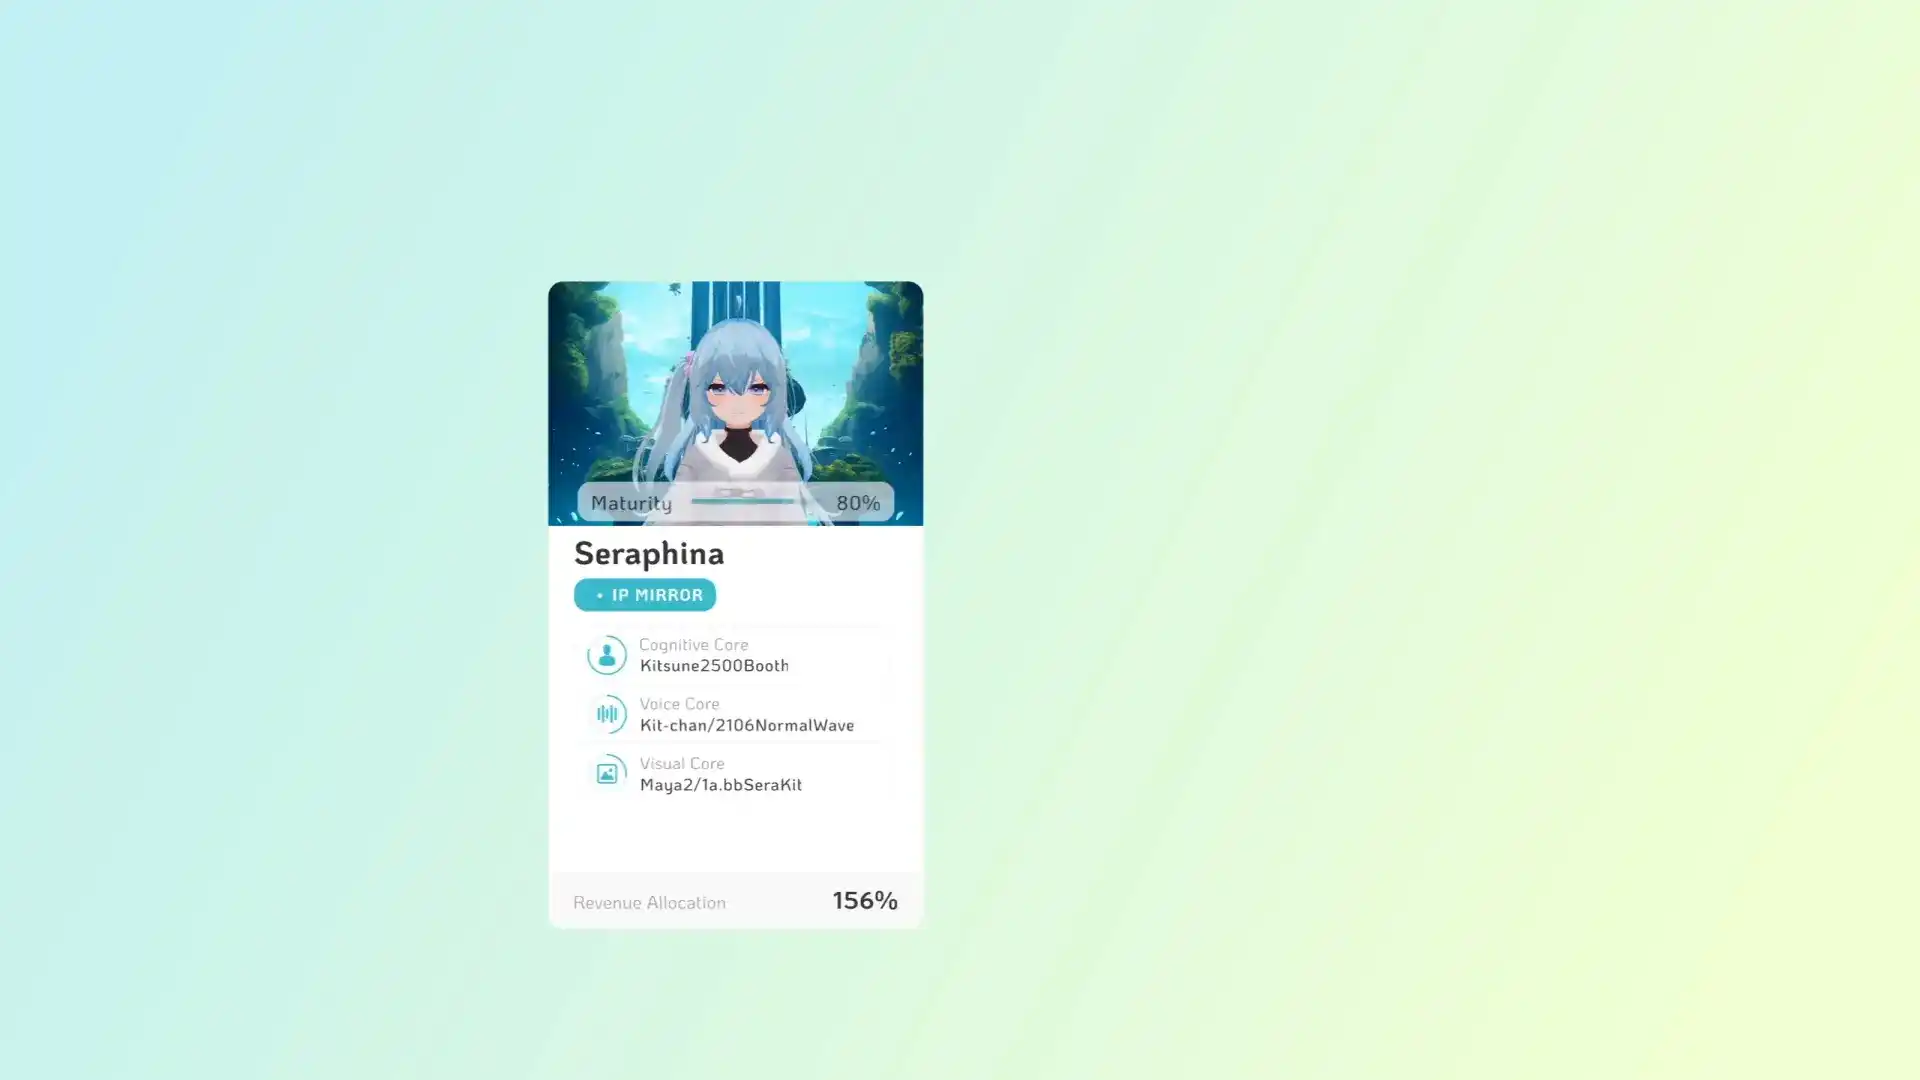 Maturity 80%
Seraphina
• IP MIRROR
Cognitive Core
Kitsune2500Booth
Voice Core
Kit-chan/2106NormalWave
Visual Core
Maya2/1a.bbSeraKit
Revenue Allocation 156%